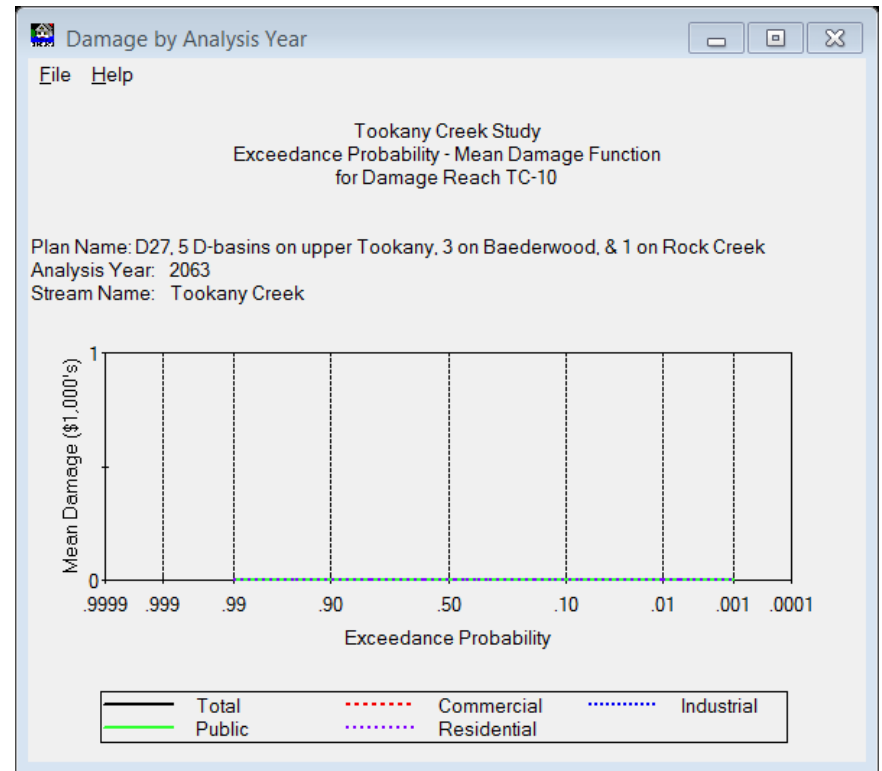 Damage by Analysis Year
File Help
Tookany Creek Study
Exceedance Probability - Mean Damage Function
for Damage Reach TC-10
Plan Name: D27, 5 D-basins on upper Tookany, 3 on Baederwood, & 1 on Rock Creek
Analysis Year: 2063
Stream Name: Tookany Creek
Mean Damage ($1,000's)
1
0
.9999 .999 .99 .90 .50 .10 .01 .001 .0001
Exceedance Probability
Total Commercial Industrial
Public Residential